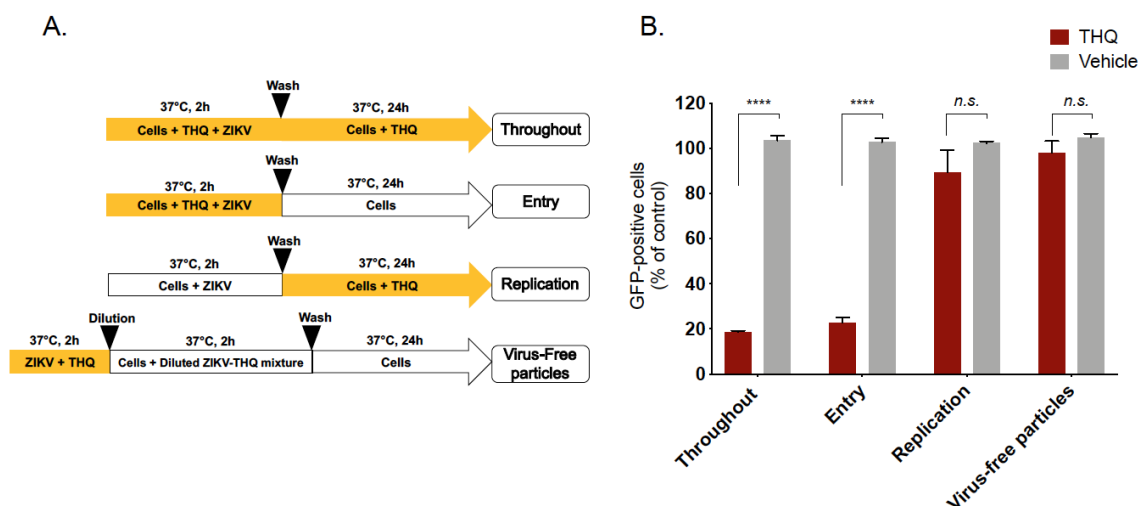 A.
Wash
37°C, 2h
37°C, 24h
Cells + THQ + ZIKV
Cells + THQ
Throughout
Wash
37°C, 2h
37°C, 24h
Cells + THQ + ZIKV
Cells
Entry
Wash
37°C, 2h
37°C, 24h
Cells + ZIKV
Cells + THQ
Replication
Dilution
Wash
37°C, 2h
37°C, 2h
37°C, 24h
ZIKV + THQ
Cells + Diluted ZIKV-THQ mixture
Cells
Virus-Free
particles
B.
THQ
Vehicle
GFP-positive cells
(% of control)
120
100
80
60
40
20
0
****
****
n.s.
n.s.
Throughout
Entry
Replication
Virus-free particles